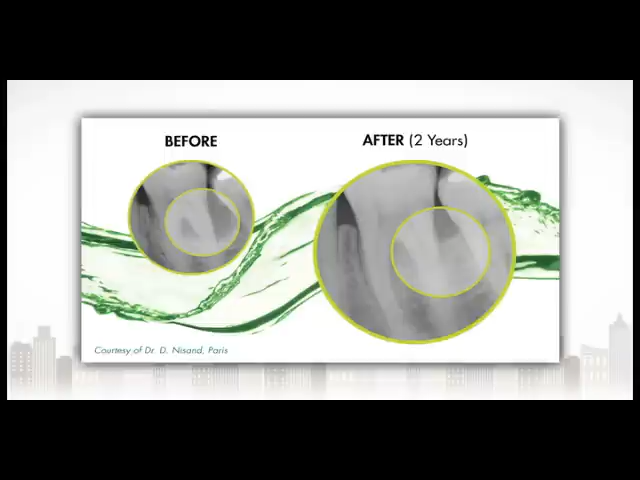 BEFORE
AFTER (2 Years)
Courtesy of Dr. D. Nisand, Paris